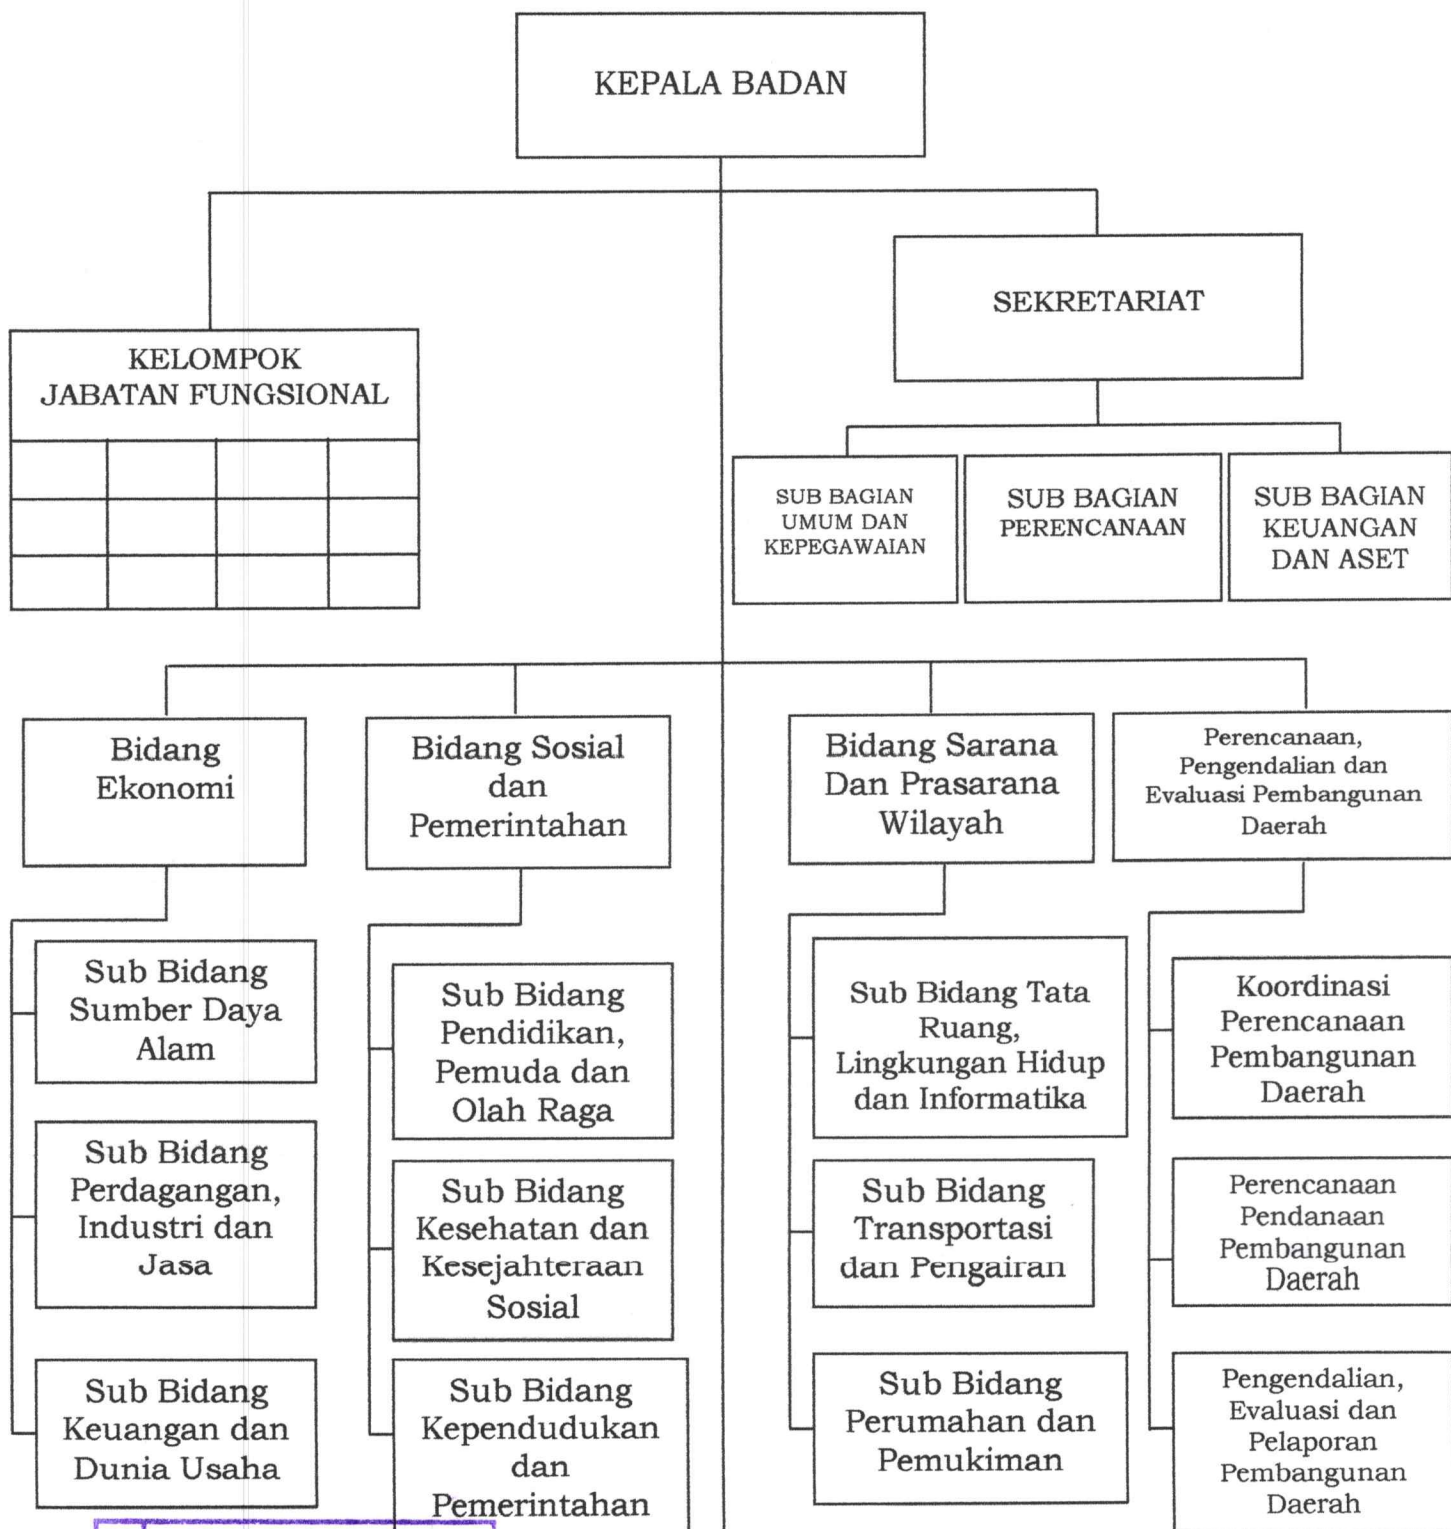 KEPALA BADAN
SEKRETARIAT
KELOMPOK
JABATAN FUNGSIONAL
SUB BAGIAN
UMUM DAN
KEPEGAWAIAN
SUB BAGIAN
PERENCANAAN
SUB BAGIAN
KEUANGAN
DAN ASET
Bidang
Ekonomi
Bidang Sosial
dan
Pemerintahan
Bidang Sarana
Dan Prasarana
Wilayah
Perencanaan,
Pengendalian dan
Evaluasi Pembangunan
Daerah
Sub Bidang
Sumber Daya
Alam
Sub Bidang
Perdagangan,
Industri dan
Jasa
Sub Bidang
Keuangan dan
Dunia Usaha
Sub Bidang
Pendidikan,
Pemuda dan
Olah Raga
Sub Bidang
Kesehatan dan
Kesejahteraan
Sosial
Sub Bidang
Kependudukan
dan
Pemerintahan
Sub Bidang Tata
Ruang,
Lingkungan Hidup
dan Informatika
Sub Bidang
Transportasi
dan Pengairan
Sub Bidang
Perumahan dan
Pemukiman
Koordinasi
Perencanaan
Pembangunan
Daerah
Perencanaan
Pendanaan
Pembangunan
Daerah
Pengendalian,
Evaluasi dan
Pelaporan
Pembangunan
Daerah